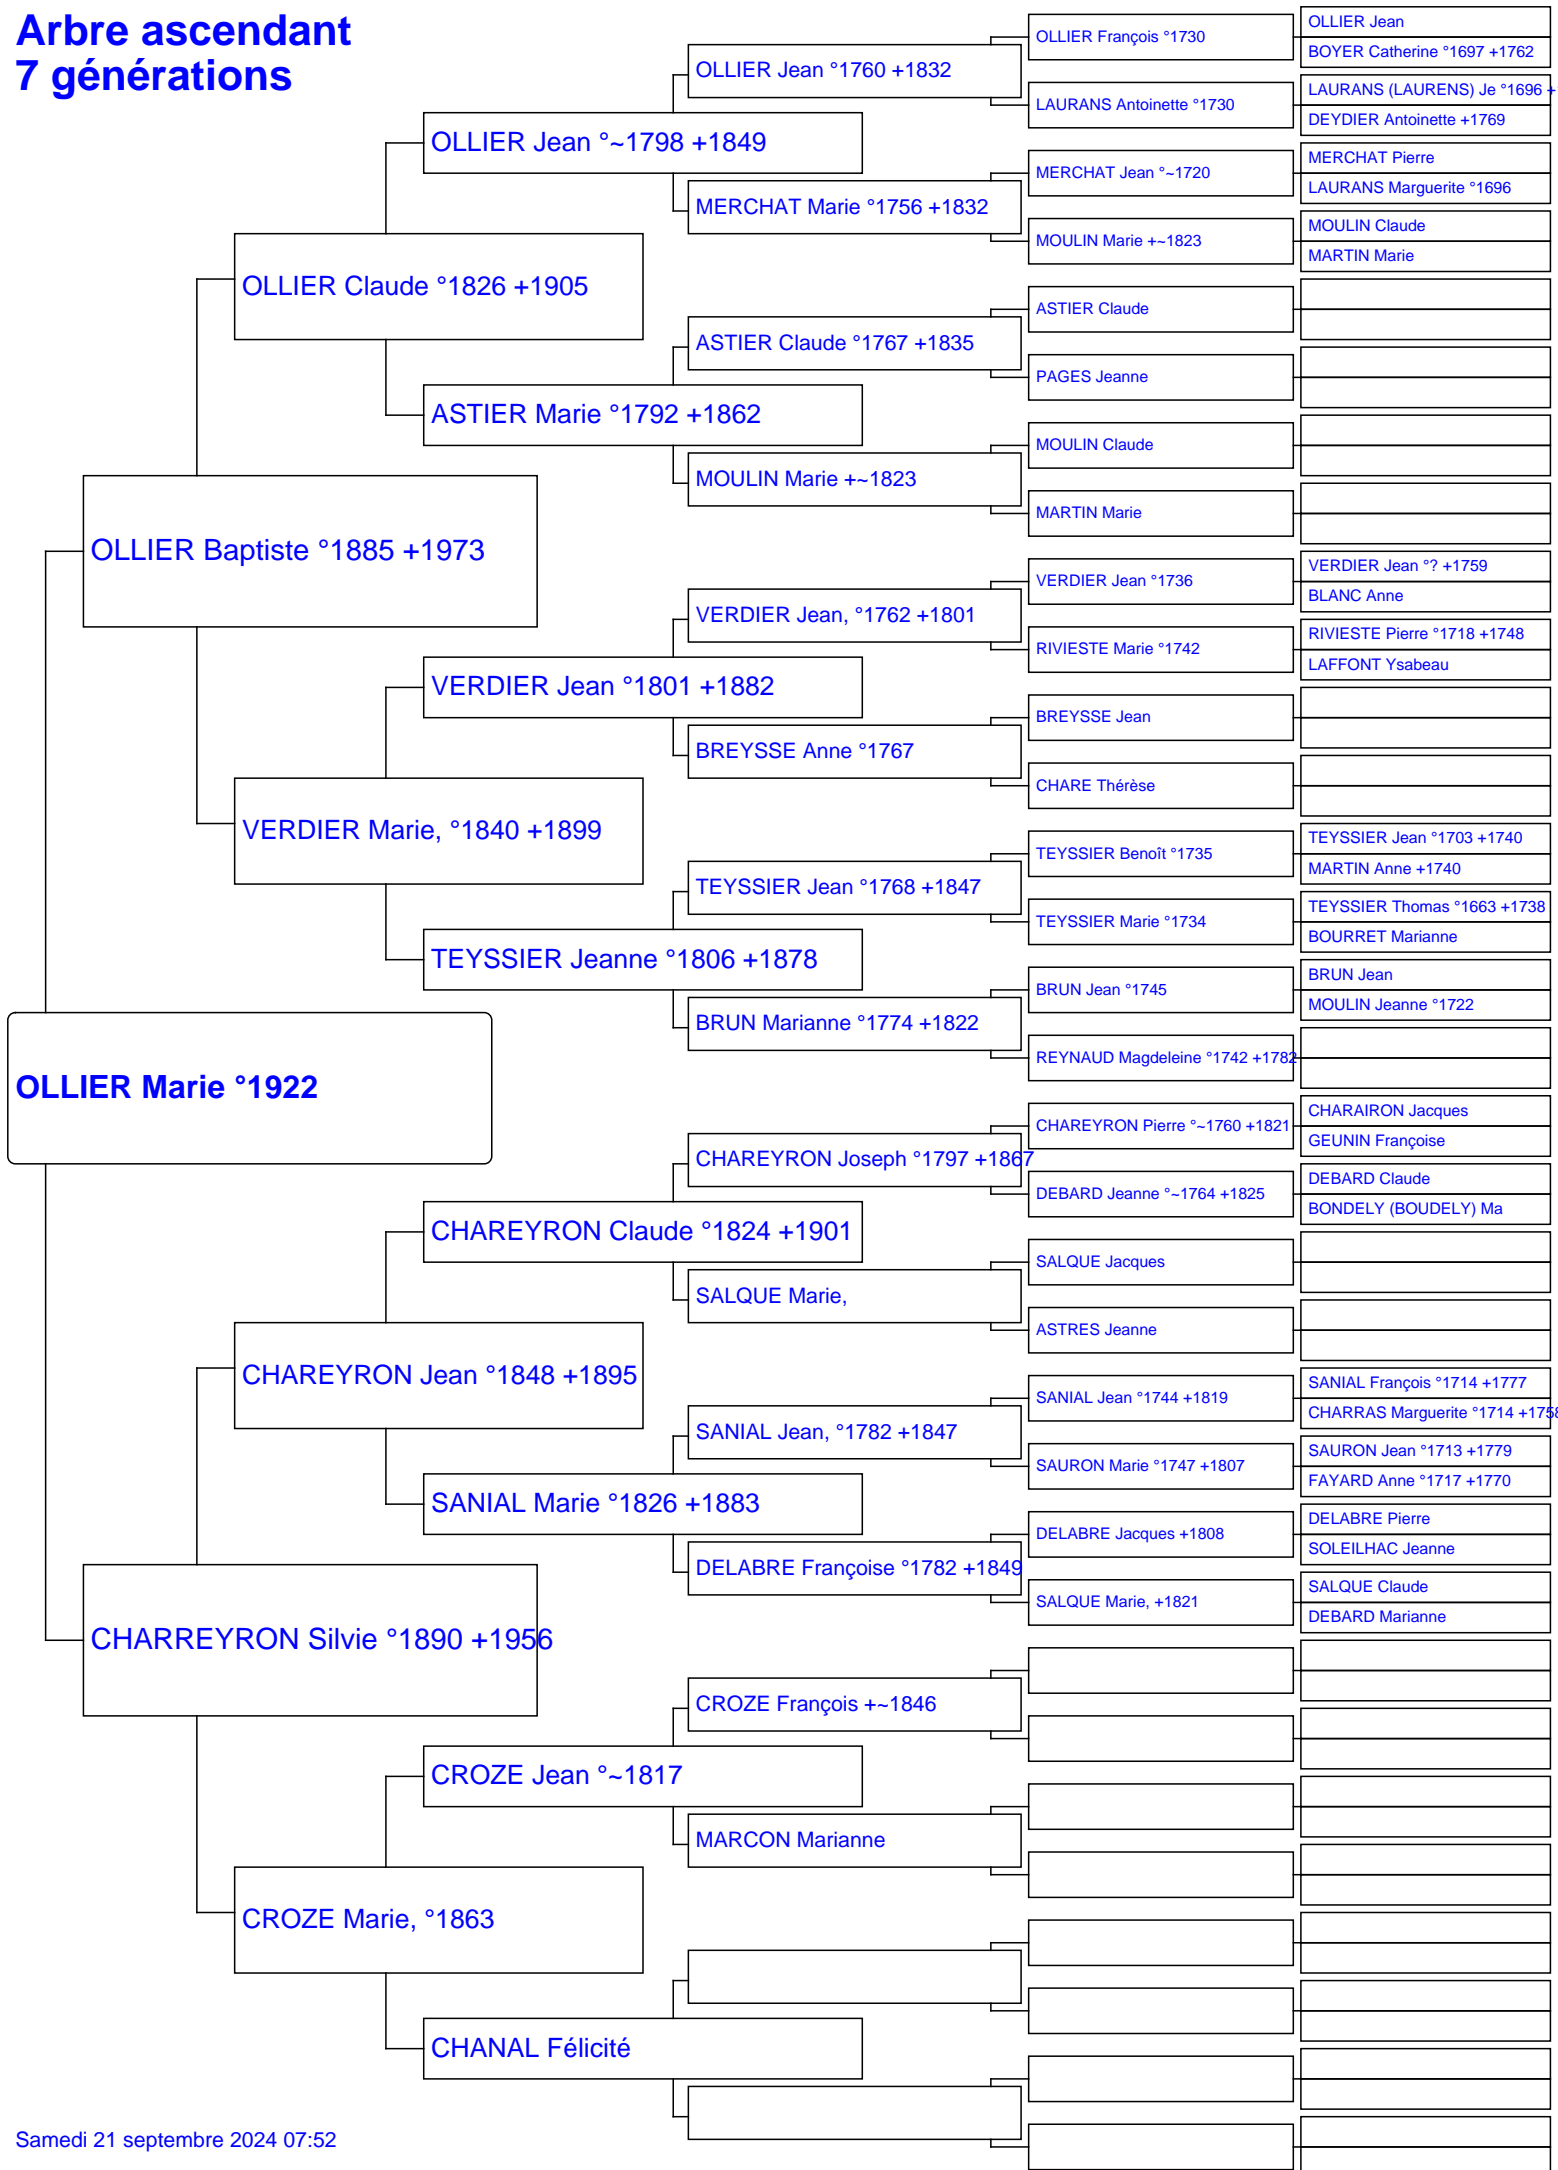 Arbre ascendant
7 générations
OLLIER Marie °1922
OLLIER Baptiste °1885 +1973
CHARREYRON Silvie °1890 +1956
OLLIER Claude °1826 +1905
VERDIER Marie, °1840 +1899
CHAREYRON Jean °1848 +1895
CROZE Marie, °1863
OLLIER Jean °~1798 +1849
ASTIER Marie °1792 +1862
VERDIER Jean °1801 +1882
TEYSSIER Jeanne °1806 +1878
CHAREYRON Claude °1824 +1901
SANIAL Marie °1826 +1883
CROZE Jean °~1817
CHANAL Félicité
OLLIER Jean °1760 +1832
MERCHAT Marie °1756 +1832
ASTIER Claude °1767 +1835
MOULIN Marie +~1823
VERDIER Jean, °1762 +1801
BREYSSE Anne °1767
TEYSSIER Jean °1768 +1847
BRUN Marianne °1774 +1822
CHAREYRON Joseph °1797 +1867
SALQUE Marie,
SANIAL Jean, °1782 +1847
DELABRE Françoise °1782 +1849
CROZE François +~1846
MARCON Marianne
OLLIER François °1730
LAURANS Antoinette °1730
MERCHAT Jean °~1720
MOULIN Marie +~1823
ASTIER Claude
PAGES Jeanne
MOULIN Claude
MARTIN Marie
VERDIER Jean °1736
RIVIESTE Marie °1742
BREYSSE Jean
CHARE Thérèse
TEYSSIER Benoît °1735
TEYSSIER Marie °1734
BRUN Jean °1745
REYNAUD Magdeleine °1742 +1782
CHAREYRON Pierre °~1760 +1821
DEBARD Jeanne °~1764 +1825
SALQUE Jacques
ASTRES Jeanne
SANIAL Jean °1744 +1819
SAURON Marie °1747 +1807
DELABRE Jacques +1808
SALQUE Marie, +1821
OLLIER Jean
BOYER Catherine °1697 +1762
LAURANS (LAURENS) Je °1696 +
DEYDIER Antoinette +1769
MERCHAT Pierre
LAURANS Marguerite °1696
MOULIN Claude
MARTIN Marie
VERDIER Jean °? +1759
BLANC Anne
RIVIESTE Pierre °1718 +1748
LAFFONT Ysabeau
TEYSSIER Jean °1703 +1740
MARTIN Anne +1740
TEYSSIER Thomas °1663 +1738
BOURRET Marianne
BRUN Jean
MOULIN Jeanne °1722
CHARAIRON Jacques
GEUNIN Françoise
DEBARD Claude
BONDELY (BOUDELY) Ma
SANIAL François °1714 +1777
CHARRAS Marguerite °1714 +1758
SAURON Jean °1713 +1779
FAYARD Anne °1717 +1770
DELABRE Pierre
SOLEILHAC Jeanne
SALQUE Claude
DEBARD Marianne
Samedi 21 septembre 2024 07:52